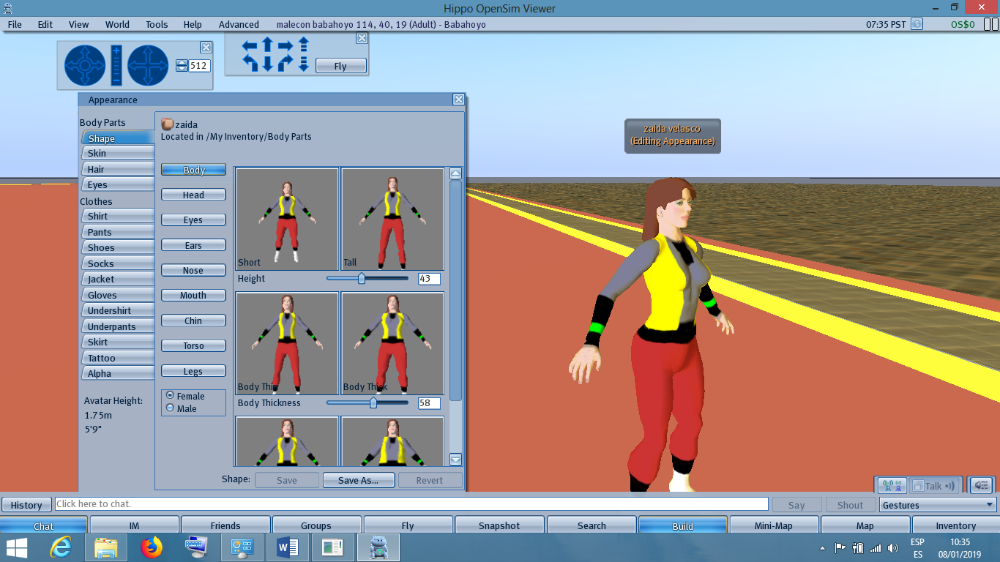 Hippo OpenSim Viewer
File Edit View World Tools Help Advanced malecon babahoyo 114, 40, 19 (Adult) - Babahoyo 07:35 PST S OS$0
512
Fly
Appearance
Body Parts
Shape
Skin
Hair
Eyes
Clothes
Shirt
Pants
Shoes
Socks
Jacket
Gloves
Undershirt
Underpants
Skirt
Tattoo
Alpha
Avatar Height:
1.75m
5'9"
zaida
Located in /My Inventory/Body Parts
Body
Head
Eyes
Ears
Nose
Mouth
Chin
Torso
Legs
Female
Male
Short Tall
Height 43
Body Thin Body Thick
Body Thickness 58
Shape: Save Save As... Revert
zaida velasco
(Editing Appearance)
Talk
History Click here to chat. Say Shout Gestures
Chat IM Friends Groups Fly Snapshot Search Build Mini-Map Map Inventory
ESP 10:35
ES 08/01/2019